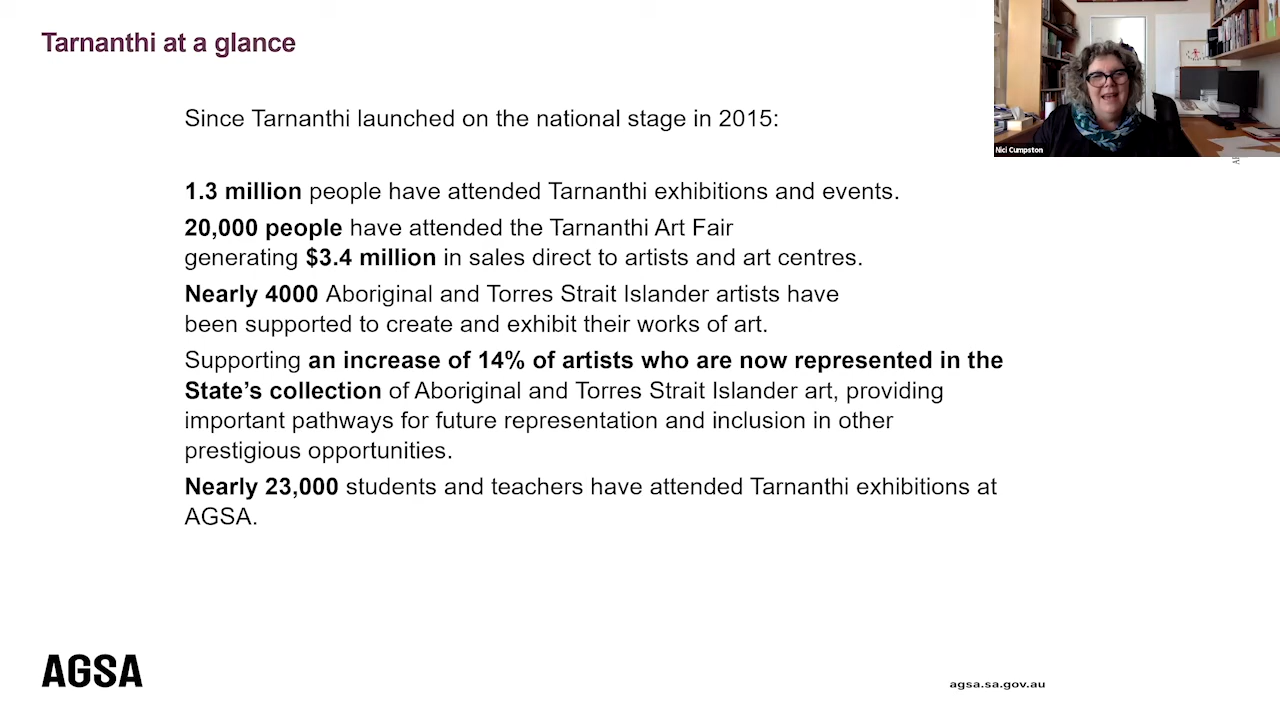 Tarnanthi at a glance
Since Tarnanthi launched on the national stage in 2015:
1.3 million people have attended Tarnanthi exhibitions and events.
20,000 people have attended the Tarnanthi Art Fair
generating $3.4 million in sales direct to artists and art centres.
Nearly 4000 Aboriginal and Torres Strait Islander artists have
been supported to create and exhibit their works of art.
Supporting an increase of 14% of artists who are now represented in the
State’s collection of Aboriginal and Torres Strait Islander art, providing
important pathways for future representation and inclusion in other
prestigious opportunities.
Nearly 23,000 students and teachers have attended Tarnanthi exhibitions at
AGSA.
Nici Cumpston
AGSA
agsa.sa.gov.au